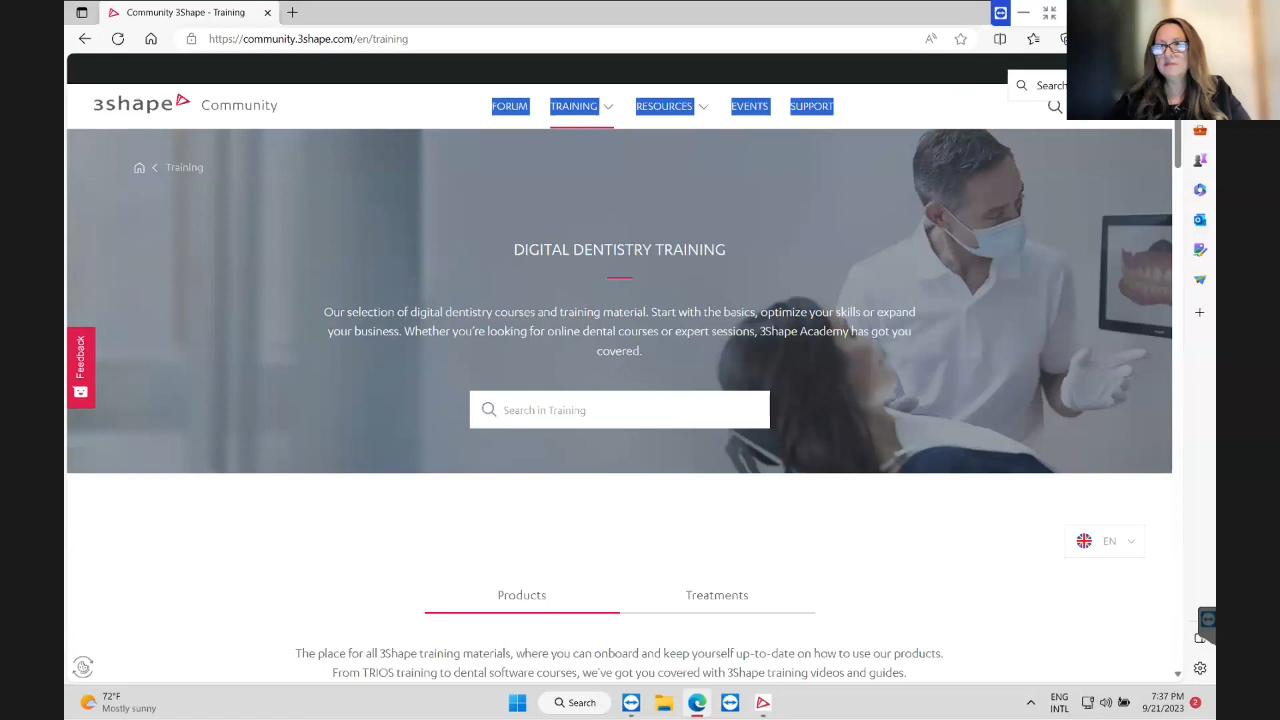 3Shape Community - Training
https://community.3shape.com/en/training
3shape Community
FORUM TRAINING RESOURCES EVENTS SUPPORT
Search
Training
DIGITAL DENTISTRY TRAINING
Our selection of digital dentistry courses and training material. Start with the basics, optimize your skills or expand
your business. Whether you're looking for online dental courses or expert sessions, 3Shape Academy has got you
covered.
Feedback
Search in Training
EN
Products Treatments
The place for all 3Shape training materials, where you can onboard and keep yourself up-to-date on how to use our products.
From TRIOS training to dental software courses, we've got you covered with 3Shape training videos and guides.
72°F
Mostly sunny
Search
ENG
INTL
7:37 PM
9/21/2023
2